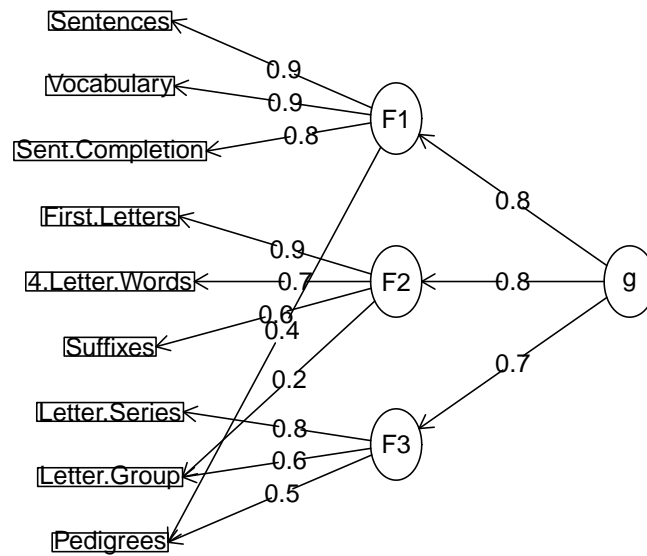 Sentences
0.9
Vocabulary
0.9
F1
0.8
Sent.Completion
0.8
First.Letters
0.9
4.Letter.Words
0.7
F2
0.8
g
0.6
0.4
Suffixes
0.7
0.2
Letter.Series
0.8
F3
Letter.Group
0.6
0.5
Pedigrees